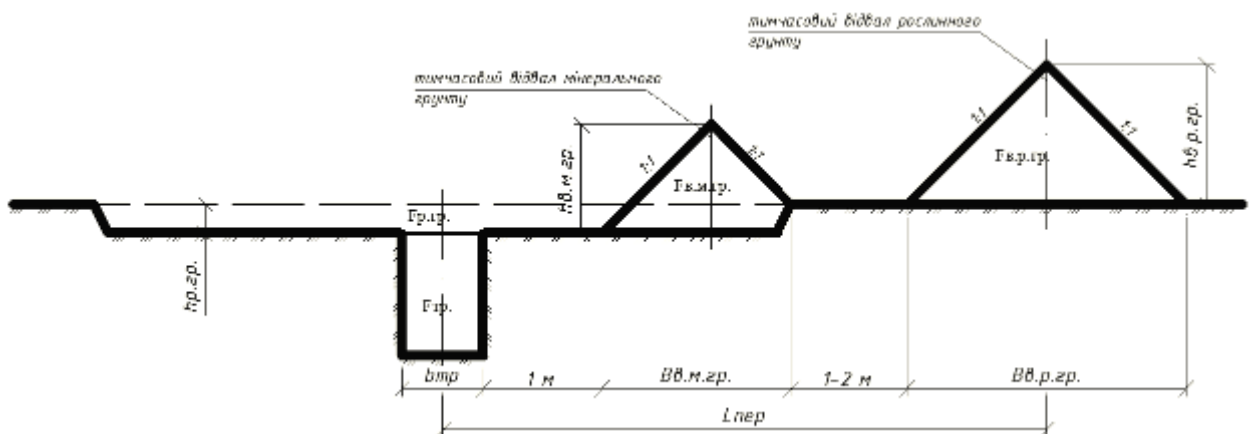 тимчасовий відвал рослинного
грунту
тимчасовий відвал мінерального
грунту
1:1
1:1
hв р.гр.
Fв.р.гр.
Hв.м гр
1:1
1:1
Fв.м.гр.
Fр.гр.
hр.гр.
Fтр.
bтр
1 м
Bв.м.гр.
1-2 м
Bв.р.гр.
Lпер